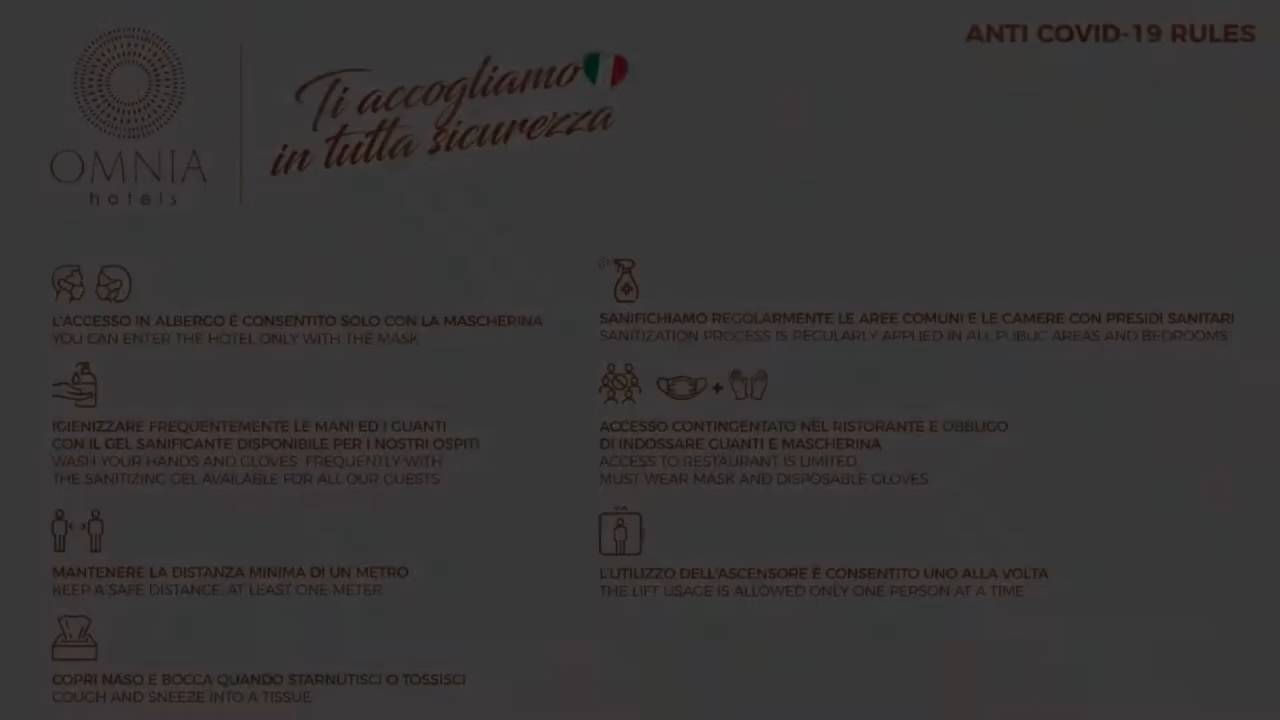 ANTI COVID-19 RULES
OMNIA
hotels
Ti accogliamo
in tutta sicurezza
L'ACCESSO IN ALBERGO È CONSENTITO SOLO CON LA MASCHERINA
YOU CAN ENTER THE HOTEL ONLY WITH THE MASK
IGIENIZZARE FREQUENTEMENTE LE MANI ED I GUANTI
CON IL GEL SANIFICANTE DISPONIBILE PER I NOSTRI OSPITI
WASH YOUR HANDS AND GLOVES FREQUENTLY WITH
THE SANITIZING GEL AVAILABLE FOR ALL OUR GUESTS
MANTENERE LA DISTANZA MINIMA DI UN METRO
KEEP A SAFE DISTANCE, AT LEAST ONE METER
COPRI NASO E BOCCA QUANDO STARNUTISCI O TOSSISCI
COUGH AND SNEEZE INTO A TISSUE
SANIFICHIAMO REGOLARMENTE LE AREE COMUNI E LE CAMERE CON PRESIDI SANITARI
SANITIZATION PROCESS IS REGULARLY APPLIED IN ALL PUBLIC AREAS AND BEDROOMS
ACCESSO CONTINGENTATO NEL RISTORANTE E OBBLIGO
DI INDOSSARE GUANTI E MASCHERINA
ACCESS TO RESTAURANT IS LIMITED
MUST WEAR MASK AND DISPOSABLE GLOVES
L'UTILIZZO DELL'ASCENSORE È CONSENTITO UNO ALLA VOLTA
THE LIFT USAGE IS ALLOWED ONLY ONE PERSON AT A TIME